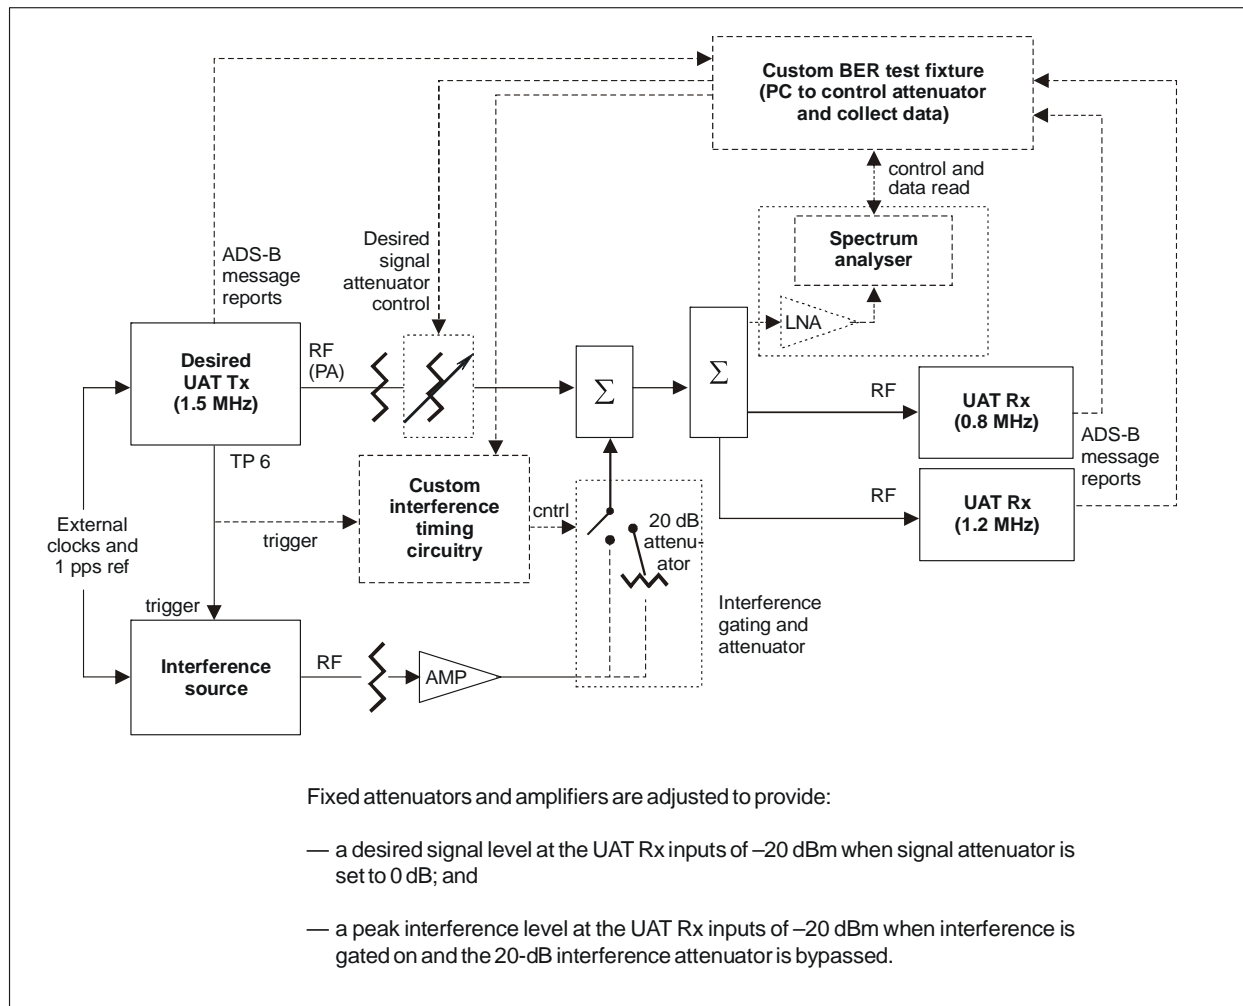 Custom BER test fixture
(PC to control attenuator
and collect data)
control and
data read
Spectrum
analyser
LNA
ADS-B
message
reports
Desired
signal
attenuator
control
Desired
UAT Tx
(1.5 MHz)
RF
(PA)
Σ
Σ
RF
UAT Rx
(0.8 MHz)
ADS-B
message
reports
RF
UAT Rx
(1.2 MHz)
TP 6
External
clocks and
1 pps ref
trigger
Custom
interference
timing
circuitry
cntrl
20 dB
attenu-
ator
Interference
gating and
attenuator
trigger
Interference
source
RF
AMP
Fixed attenuators and amplifiers are adjusted to provide:
— a desired signal level at the UAT Rx inputs of –20 dBm when signal attenuator is
set to 0 dB; and
— a peak interference level at the UAT Rx inputs of –20 dBm when interference is
gated on and the 20-dB interference attenuator is bypassed.